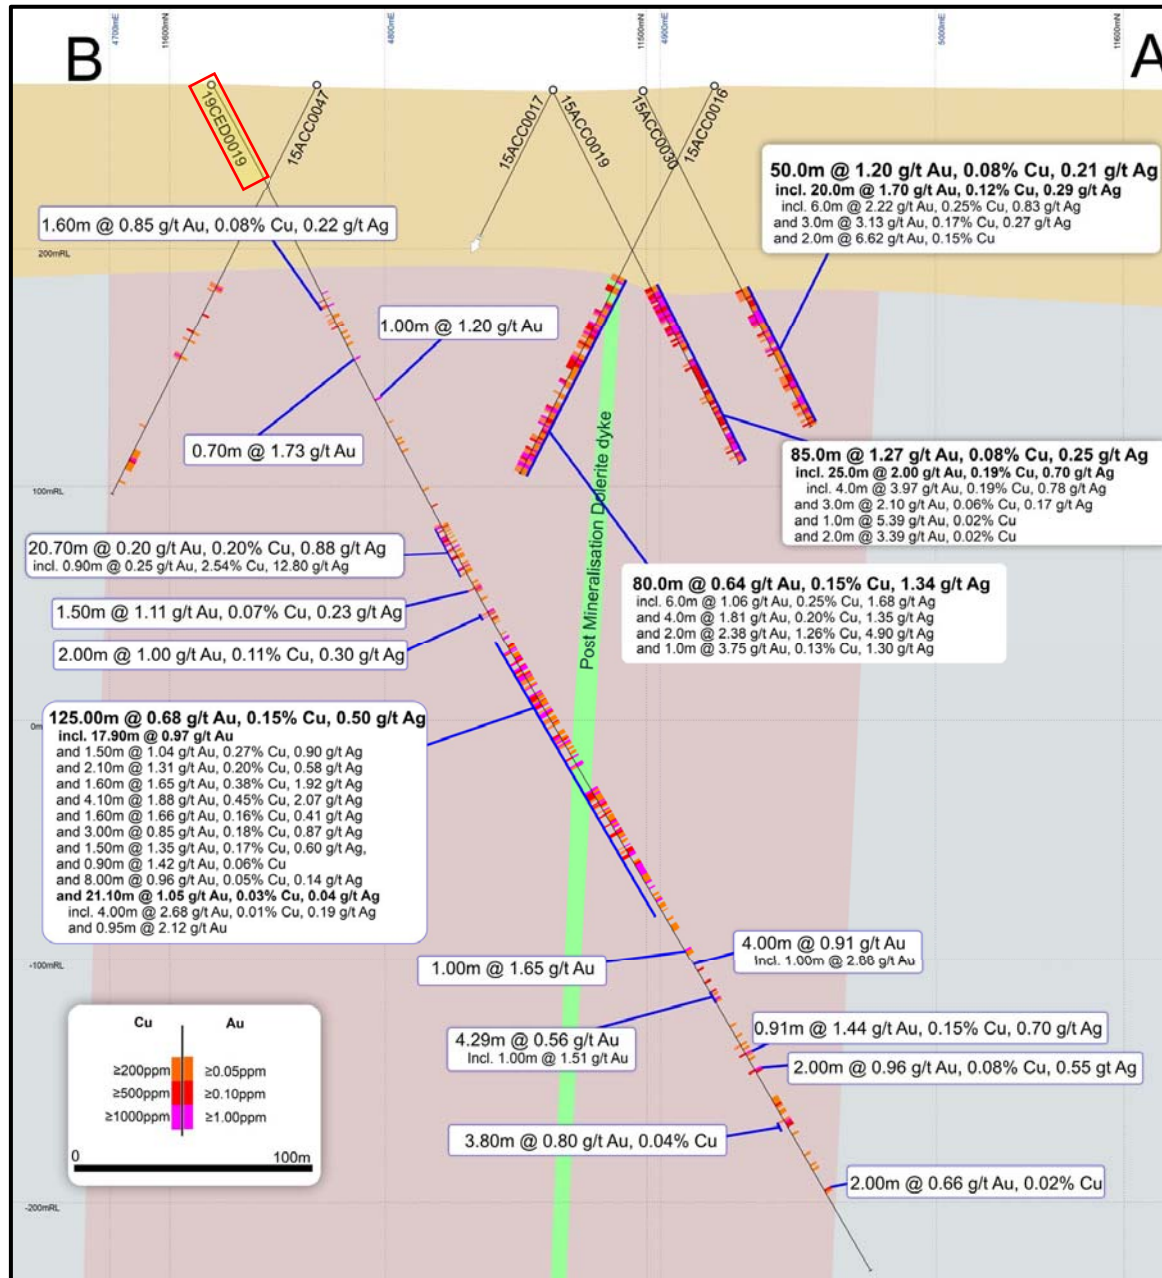 4700mE
11600mN
4800mE
11500mN
4900mE
5000mE
11600mN
B
A
19CED0019
15ACC0047
15ACC0017
15ACC0019
15ACC0030
15ACC0016
50.0m @ 1.20 g/t Au, 0.08% Cu, 0.21 g/t Ag
incl. 20.0m @ 1.70 g/t Au, 0.12% Cu, 0.29 g/t Ag
incl. 6.0m @ 2.22 g/t Au, 0.25% Cu, 0.83 g/t Ag
and 3.0m @ 3.13 g/t Au, 0.17% Cu, 0.27 g/t Ag
and 2.0m @ 6.62 g/t Au, 0.15% Cu
1.60m @ 0.85 g/t Au, 0.08% Cu, 0.22 g/t Ag
200mRL
1.00m @ 1.20 g/t Au
0.70m @ 1.73 g/t Au
85.0m @ 1.27 g/t Au, 0.08% Cu, 0.25 g/t Ag
incl. 25.0m @ 2.00 g/t Au, 0.19% Cu, 0.70 g/t Ag
incl. 4.0m @ 3.97 g/t Au, 0.19% Cu, 0.78 g/t Ag
and 3.0m @ 2.10 g/t Au, 0.06% Cu, 0.17 g/t Ag
and 1.0m @ 5.39 g/t Au, 0.02% Cu
and 2.0m @ 3.39 g/t Au, 0.02% Cu
100mRL
Post Mineralisation Dolerite dyke
20.70m @ 0.20 g/t Au, 0.20% Cu, 0.88 g/t Ag
incl. 0.90m @ 0.25 g/t Au, 2.54% Cu, 12.80 g/t Ag
80.0m @ 0.64 g/t Au, 0.15% Cu, 1.34 g/t Ag
incl. 6.0m @ 1.06 g/t Au, 0.25% Cu, 1.68 g/t Ag
and 4.0m @ 1.81 g/t Au, 0.20% Cu, 1.35 g/t Ag
and 2.0m @ 2.38 g/t Au, 1.26% Cu, 4.90 g/t Ag
and 1.0m @ 3.75 g/t Au, 0.13% Cu, 1.30 g/t Ag
1.50m @ 1.11 g/t Au, 0.07% Cu, 0.23 g/t Ag
2.00m @ 1.00 g/t Au, 0.11% Cu, 0.30 g/t Ag
125.00m @ 0.68 g/t Au, 0.15% Cu, 0.50 g/t Ag
incl. 17.90m @ 0.97 g/t Au
and 1.50m @ 1.04 g/t Au, 0.27% Cu, 0.90 g/t Ag
and 2.10m @ 1.31 g/t Au, 0.20% Cu, 0.58 g/t Ag
and 1.60m @ 1.65 g/t Au, 0.38% Cu, 1.92 g/t Ag
and 4.10m @ 1.88 g/t Au, 0.45% Cu, 2.07 g/t Ag
and 1.60m @ 1.66 g/t Au, 0.16% Cu, 0.41 g/t Ag
and 3.00m @ 0.85 g/t Au, 0.18% Cu, 0.87 g/t Ag
and 1.50m @ 1.35 g/t Au, 0.17% Cu, 0.60 g/t Ag,
and 0.90m @ 1.42 g/t Au, 0.06% Cu
and 8.00m @ 0.96 g/t Au, 0.05% Cu, 0.14 g/t Ag
and 21.10m @ 1.05 g/t Au, 0.03% Cu, 0.04 g/t Ag
incl. 4.00m @ 2.68 g/t Au, 0.01% Cu, 0.19 g/t Ag
and 0.95m @ 2.12 g/t Au
-100mRL
1.00m @ 1.65 g/t Au
4.00m @ 0.91 g/t Au
Incl. 1.00m @ 2.66 g/t Au
4.29m @ 0.56 g/t Au
Incl. 1.00m @ 1.51 g/t Au
0.91m @ 1.44 g/t Au, 0.15% Cu, 0.70 g/t Ag
2.00m @ 0.96 g/t Au, 0.08% Cu, 0.55 gt Ag
3.80m @ 0.80 g/t Au, 0.04% Cu
2.00m @ 0.66 g/t Au, 0.02% Cu
Cu Au
≥200ppm ≥0.05ppm
≥500ppm ≥0.10ppm
≥1000ppm ≥1.00ppm
0 100m
-200mRL